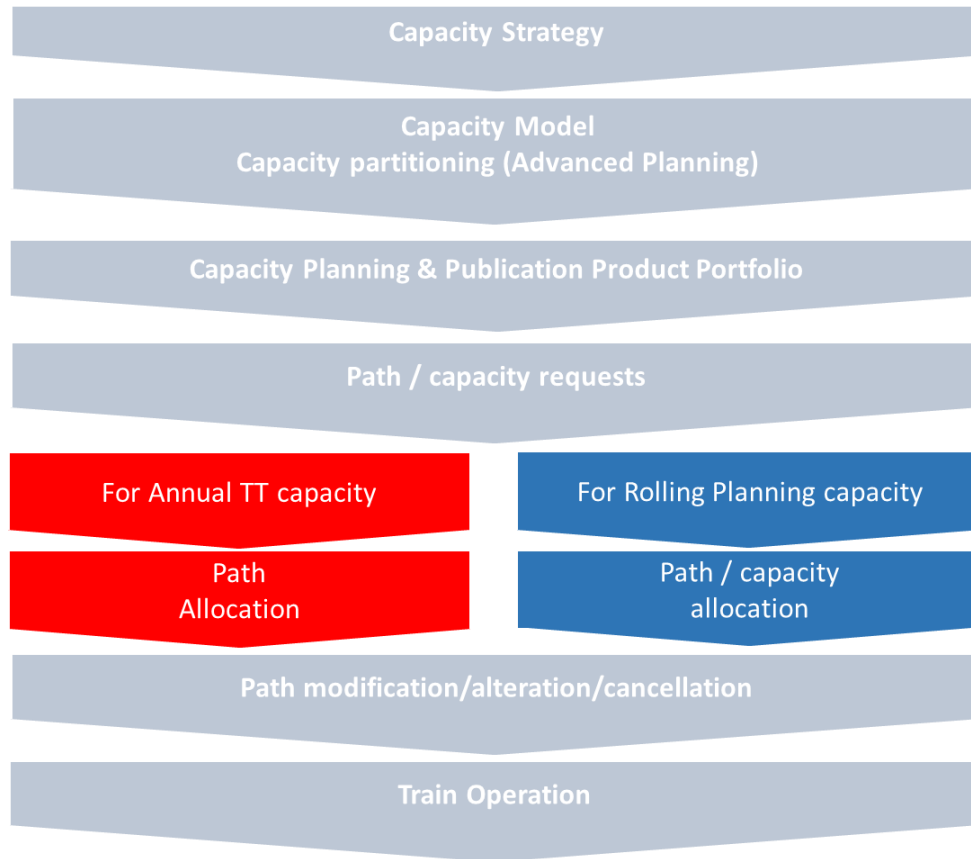 Capacity Strategy
Capacity Model
Capacity partitioning (Advanced Planning)
Capacity Planning & Publication Product Portfolio
Path / capacity requests
For Annual TT capacity
For Rolling Planning capacity
Path
Allocation
Path / capacity
allocation
Path modification/alteration/cancellation
Train Operation